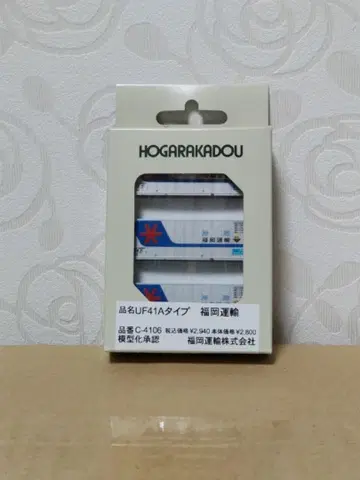 HOGARAKADOU
福岡運輸
品名UF41Aタイプ 福岡運輸
品番C-4106 税込価格¥2,940 本体価格¥2,800
模型化承認 福岡運輸株式会社